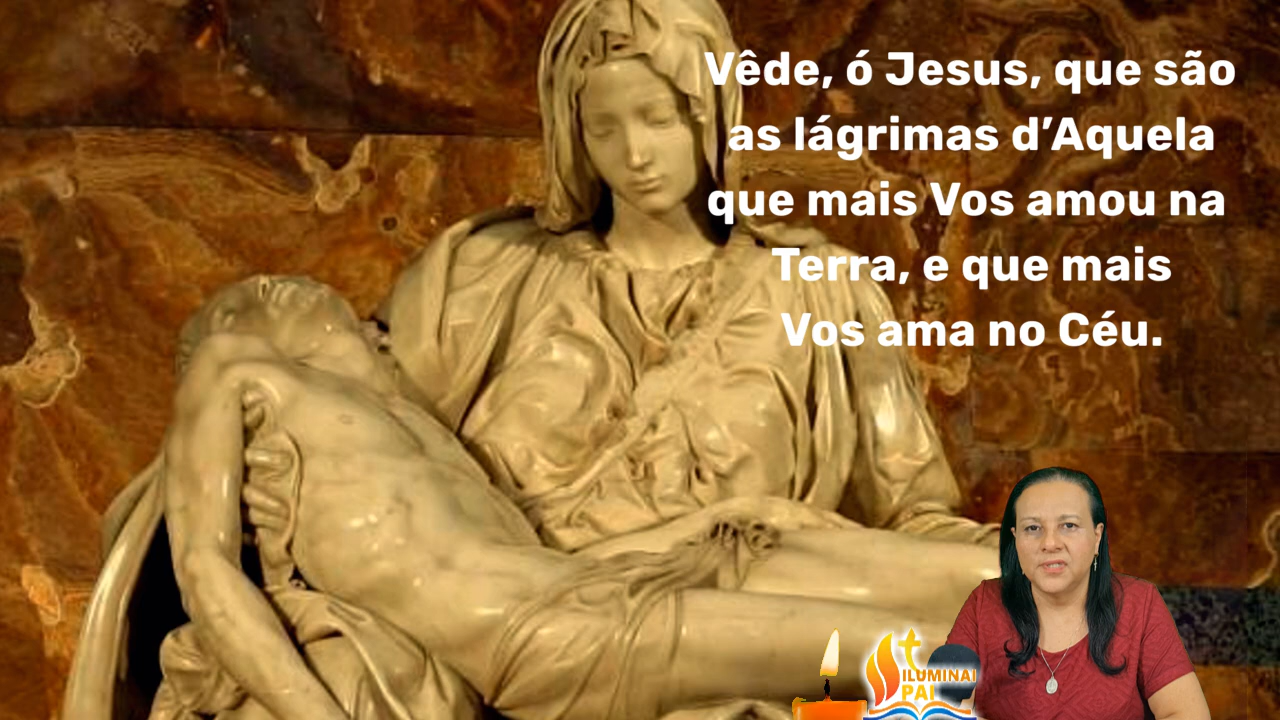 Vêde, ó Jesus, que são
as lágrimas d’Aquela
que mais Vos amou na
Terra, e que mais
Vos ama no Céu.
ILUMINAI
PAI